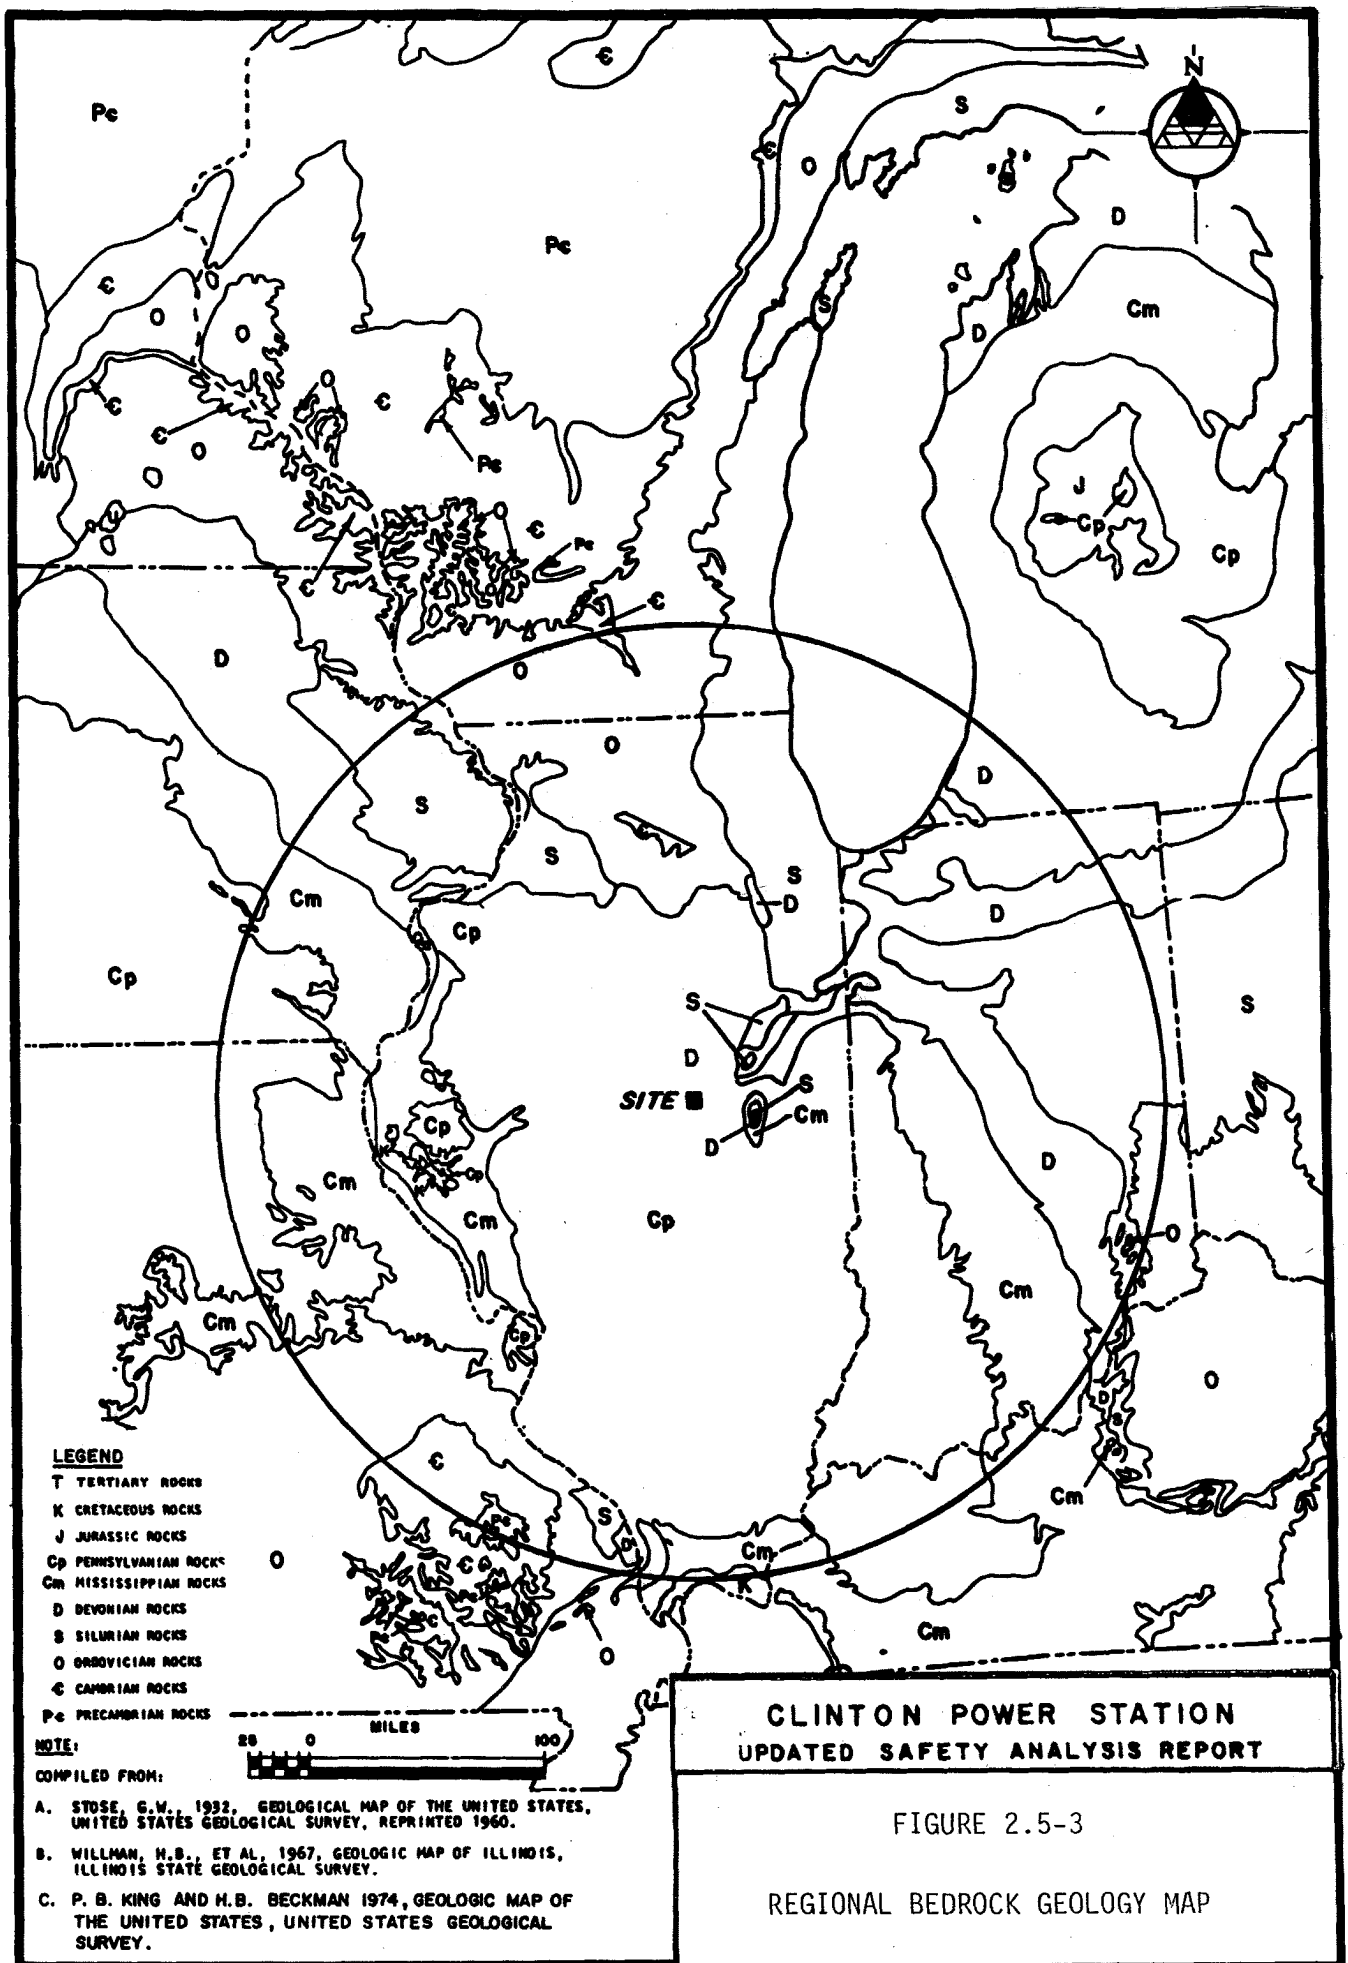 Є
N
Pc
S
Є
O
Pc
D
Є
Cm
S
O
O
D
O
Є
Є
Є
O
Pc
J
Cp
O
Є
Cp
Pc
Є
Є
D
O
O
D
S
S
S
Cm
D
D
Cp
Cp
S
S
D
SITE
S
Cm
D
Cp
Cp
D
Cm
Cm
Cp
O
Cm
Cm
Cp
O
D
S
Є
Cm
S
Pc
D
O
Є O
Cm
K
Cm
O
LEGEND
T TERTIARY ROCKS
K CRETACEOUS ROCKS
J JURASSIC ROCKS
Cp PENNSYLVANIAN ROCKS
Cm MISSISSIPPIAN ROCKS
D DEVONIAN ROCKS
S SILURIAN ROCKS
O ORDOVICIAN ROCKS
Є CAMBRIAN ROCKS
Pc PRECAMBRIAN ROCKS
MILES
25 0 100
NOTE:
COMPILED FROM:
A. STOSE, G.W., 1932, GEOLOGICAL MAP OF THE UNITED STATES,
UNITED STATES GEOLOGICAL SURVEY, REPRINTED 1960.
B. WILLMAN, H.B., ET AL, 1967, GEOLOGIC MAP OF ILLINOIS,
ILLINOIS STATE GEOLOGICAL SURVEY.
C. P. B. KING AND H.B. BECKMAN 1974, GEOLOGIC MAP OF
THE UNITED STATES, UNITED STATES GEOLOGICAL
SURVEY.
CLINTON POWER STATION
UPDATED SAFETY ANALYSIS REPORT
FIGURE 2.5-3
REGIONAL BEDROCK GEOLOGY MAP